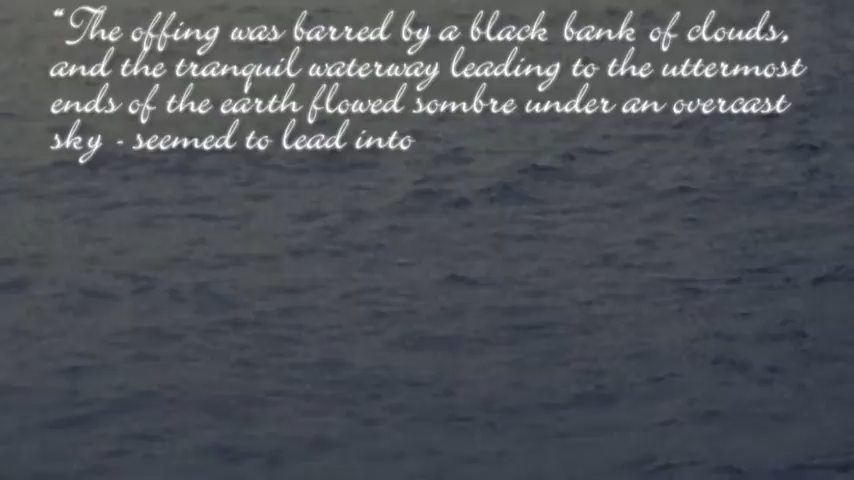 “The offing was barred by a black bank of clouds,
and the tranquil waterway leading to the uttermost
ends of the earth flowed sombre under an overcast
sky - seemed to lead into